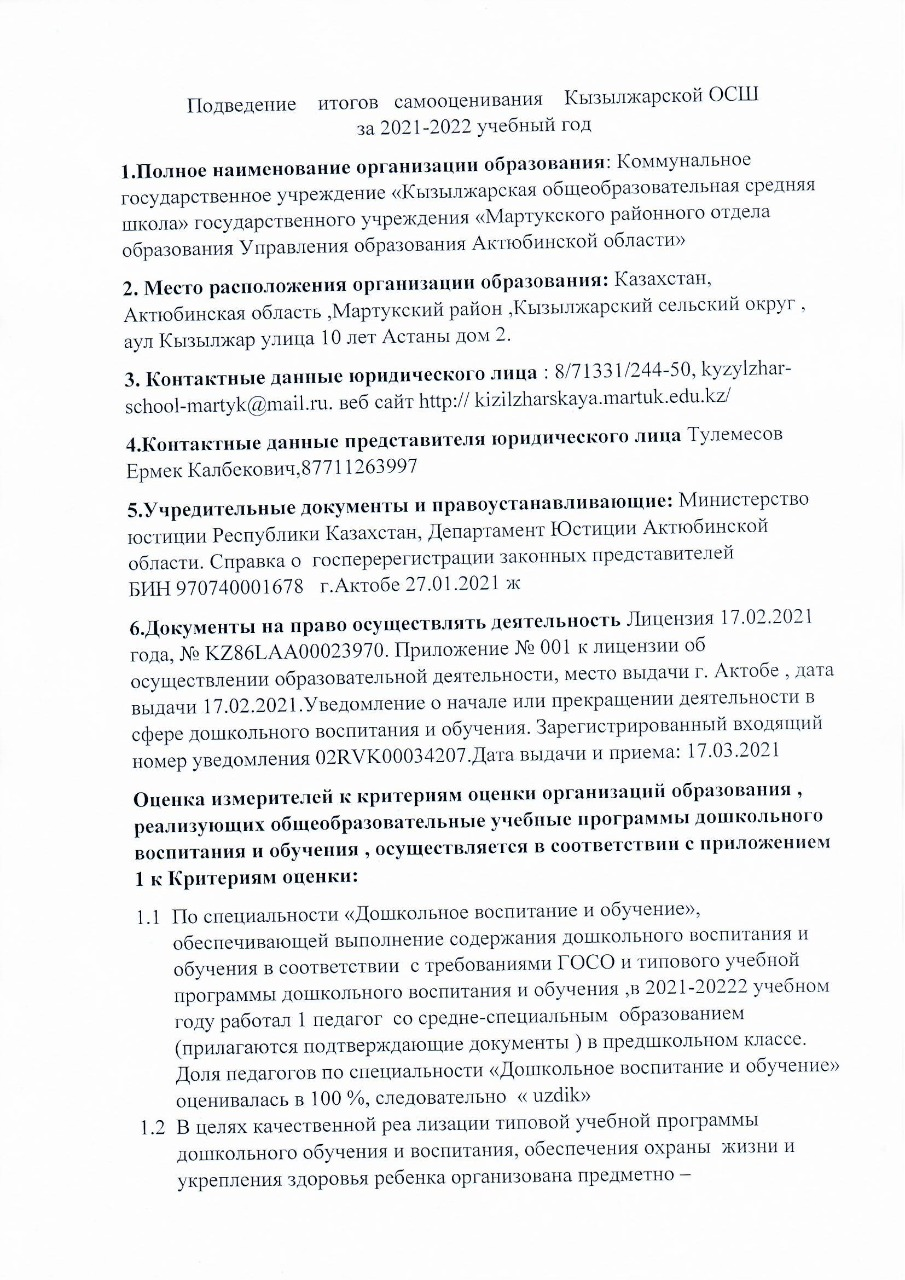 Подведение итогов самооценивания Кызылжарской ОСШ
за 2021-2022 учебный год
1.Полное наименование организации образования: Коммунальное
государственное учреждение «Кызылжарская общеобразовательная средняя
школа» государственного учреждения «Мартукского районного отдела
образования Управления образования Актюбинской области»
2. Место расположения организации образования: Казахстан,
Актюбинская область ,Мартукский район ,Кызылжарский сельский округ ,
аул Кызылжар улица 10 лет Астаны дом 2.
3. Контактные данные юридического лица : 8/71331/244-50, kyzylzhar-
school-martyk@mail.ru. веб сайт http:// kizilzharskaya.martuk.edu.kz/
4.Контактные данные представителя юридического лица Тулемесов
Ермек Калбекович,87711263997
5.Учредительные документы и правоустанавливающие: Министерство
юстиции Республики Казахстан, Департамент Юстиции Актюбинской
области. Справка о госперерегистрации законных представителей
БИН 970740001678 г.Актобе 27.01.2021 ж
6.Документы на право осуществлять деятельность Лицензия 17.02.2021
года, № KZ86LAA00023970. Приложение № 001 к лицензии об
осуществлении образовательной деятельности, место выдачи г. Актобе , дата
выдачи 17.02.2021.Уведомление о начале или прекращении деятельности в
сфере дошкольного воспитания и обучения. Зарегистрированный входящий
номер уведомления 02RVK00034207.Дата выдачи и приема: 17.03.2021
Оценка измерителей к критериям оценки организаций образования ,
реализующих общеобразовательные учебные программы дошкольного
воспитания и обучения , осуществляется в соответствии с приложением
1 к Критериям оценки:
1.1 По специальности «Дошкольное воспитание и обучение»,
обеспечивающей выполнение содержания дошкольного воспитания и
обучения в соответствии с требованиями ГОСО и типового учебной
программы дошкольного воспитания и обучения ,в 2021-20222 учебном
году работал 1 педагог со средне-специальным образованием
(прилагаются подтверждающие документы ) в предшкольном классе.
Доля педагогов по специальности «Дошкольное воспитание и обучение»
оценивалась в 100 %, следовательно « uzdik»
1.2 В целях качественной реа лизации типовой учебной программы
дошкольного обучения и воспитания, обеспечения охраны жизни и
укрепления здоровья ребенка организована предметно –